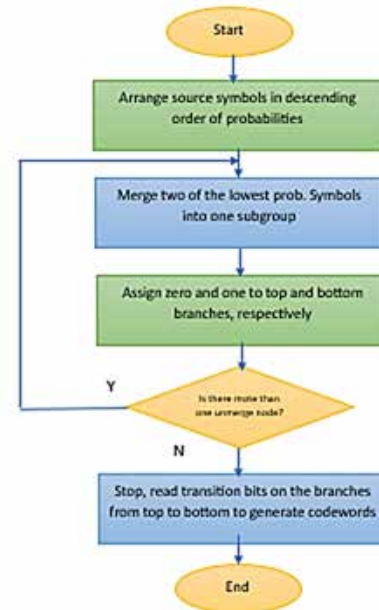 Start
Arrange source symbols in descending
order of probabilities
Merge two of the lowest prob. Symbols
into one subgroup
Assign zero and one to top and bottom
branches, respectively
Y
Is there more than
one unmerge node?
N
Stop, read transition bits on the branches
from top to bottom to generate codewords
End